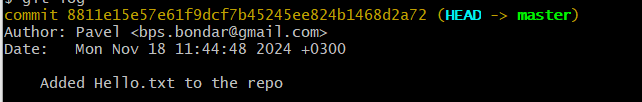 $ git log
commit 8811e15e57e61f9dcf7b45245ee824b1468d2a72 (HEAD -> master)
Author: Pavel <bps.bondar@gmail.com>
Date:   Mon Nov 18 11:44:48 2024 +0300
    Added Hello.txt to the repo